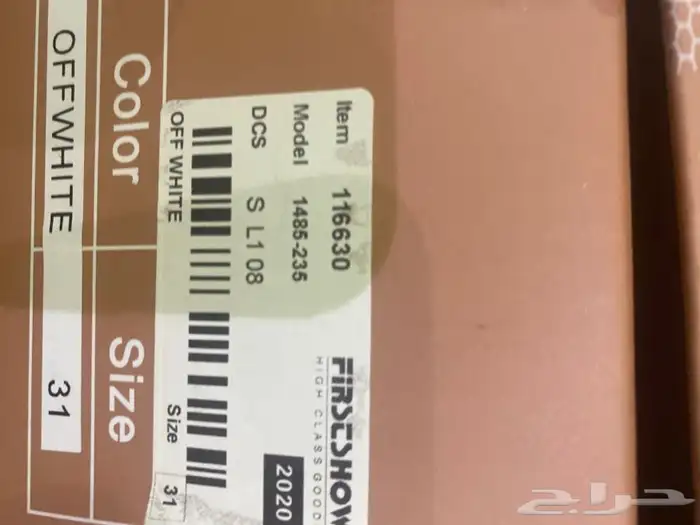 Item 116630
Model 1485-235
DCS S L1 08
OFF WHITE Size 31
FIRSTSHOW
HIGH CLASS GOOD
2020
Color Size
OFFWHITE 31
حراج